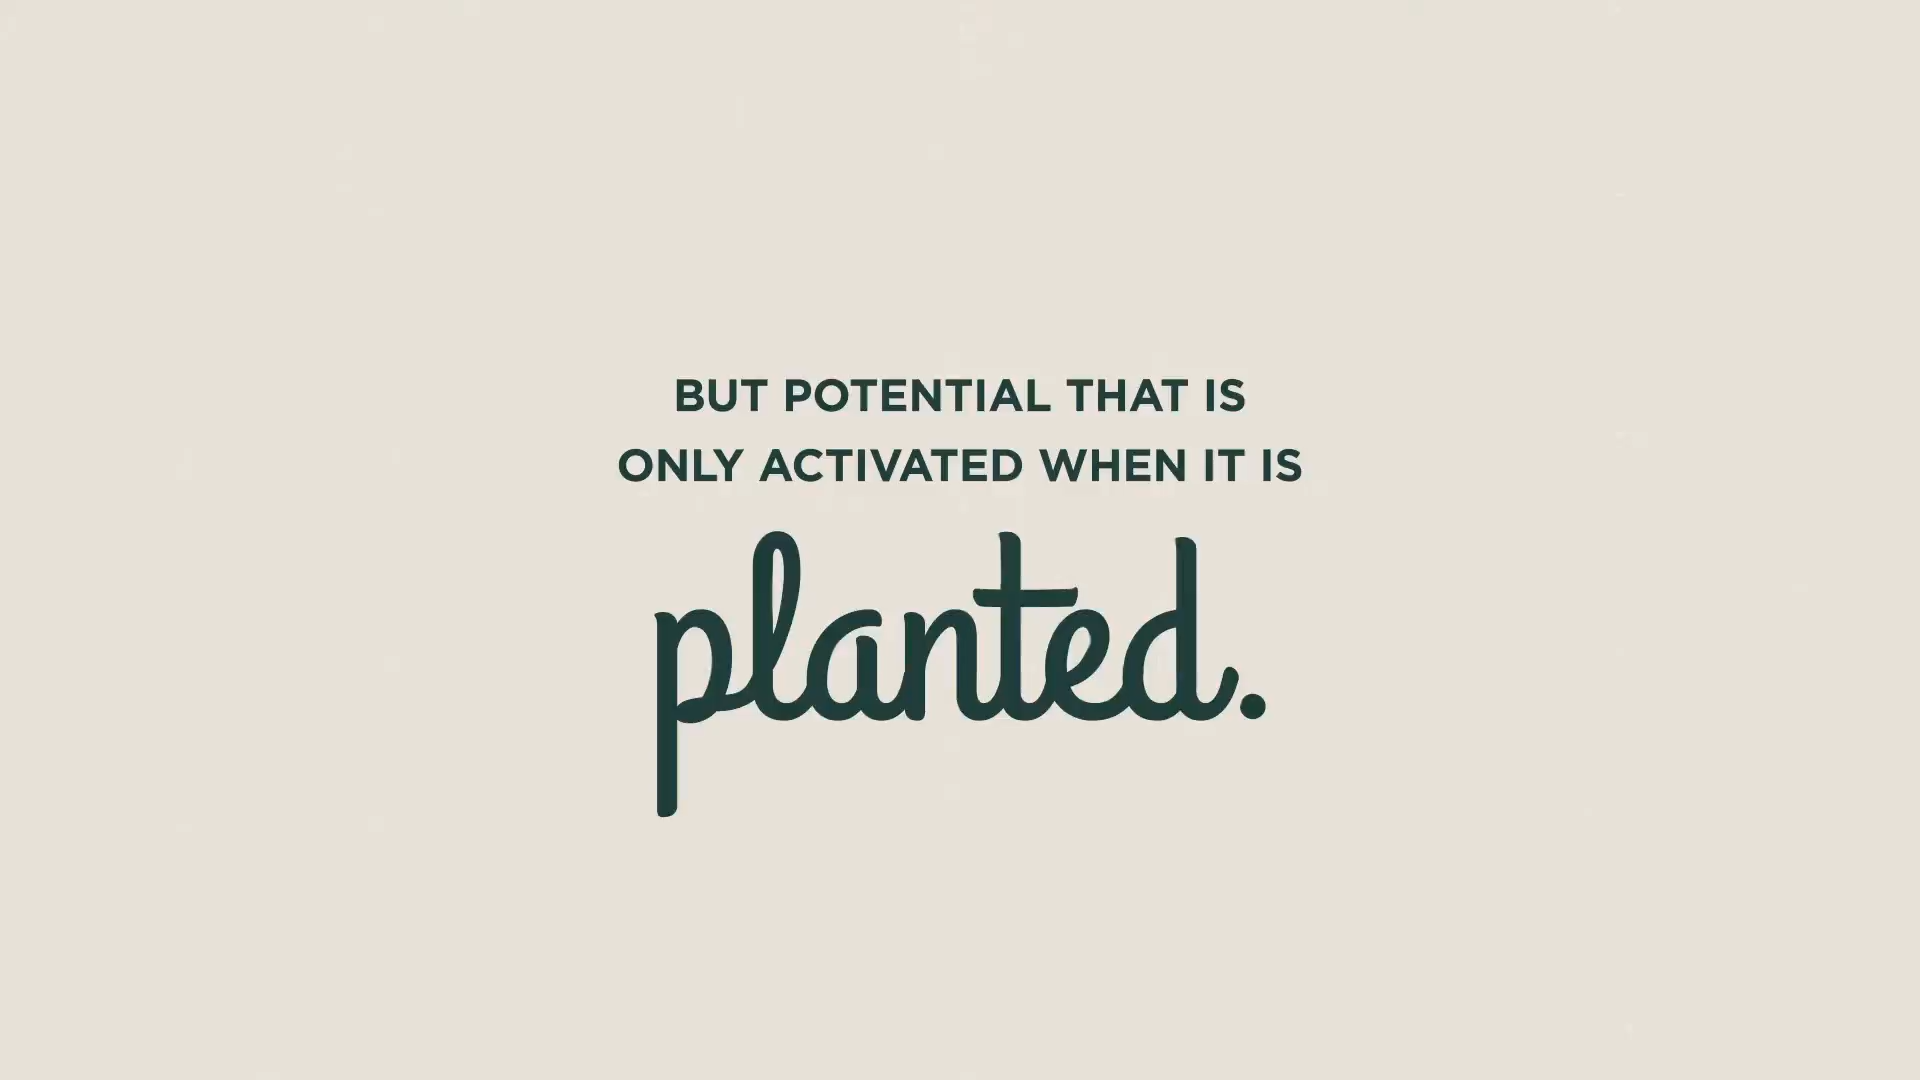 BUT POTENTIAL THAT IS
ONLY ACTIVATED WHEN IT IS
planted.